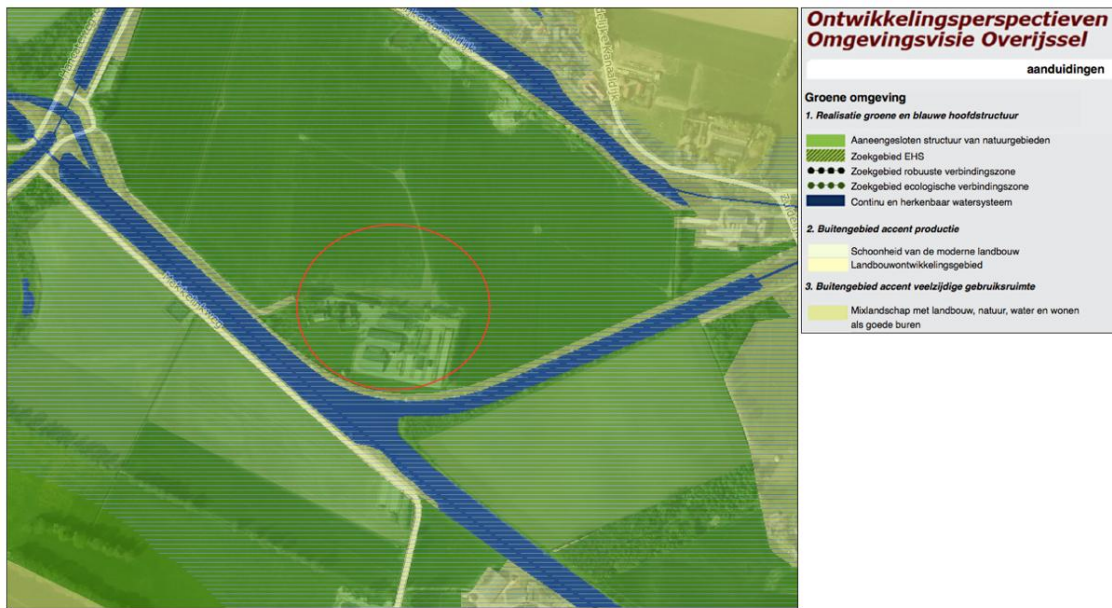 Ontwikkelingsperspectieven
Omgevingsvisie Overijssel
aanduidingen
Groene omgeving
1. Realisatie groene en blauwe hoofdstructuur
Aaneengesloten structuur van natuurgebieden
Zoekgebied EHS
Zoekgebied robuuste verbindingszone
Zoekgebied ecologische verbindingszone
Continu en herkenbaar watersysteem
2. Buitengebied accent productie
Schoonheid van de moderne landbouw
Landbouwontwikkelingsgebied
3. Buitengebied accent veelzijdige gebruiksruimte
Mixlandschap met landbouw, natuur, water en wonen
als goede buren